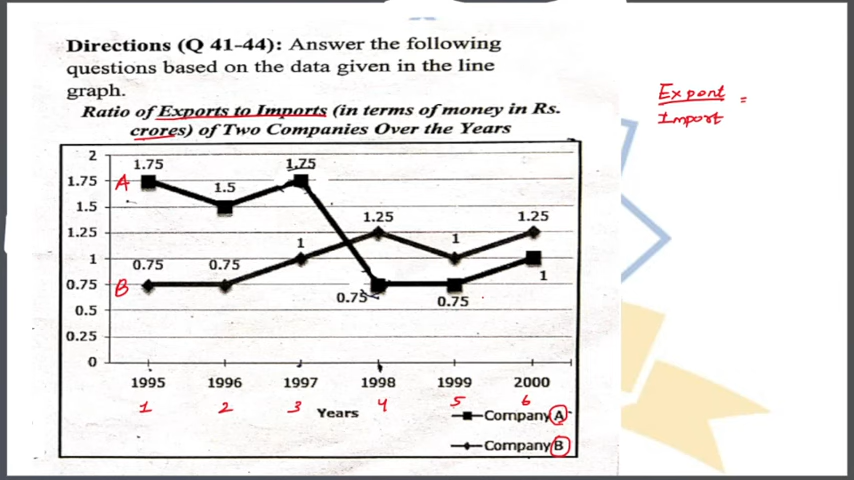 Directions (Q 41-44): Answer the following
questions based on the data given in the line
graph.
Ratio of Exports to Imports (in terms of money in Rs.
crores) of Two Companies Over the Years
Export
Import =
2
1.75
1.5
1.25
1
0.75
0.5
0.25
0
A
1.75
1.5
1.75
0.75
0.75
1
B
0.75
0.75
1
1.25
1
1.25
1995 1996 1997 1998 1999 2000
1 2 3 4 5 6
Years
Company A
Company B